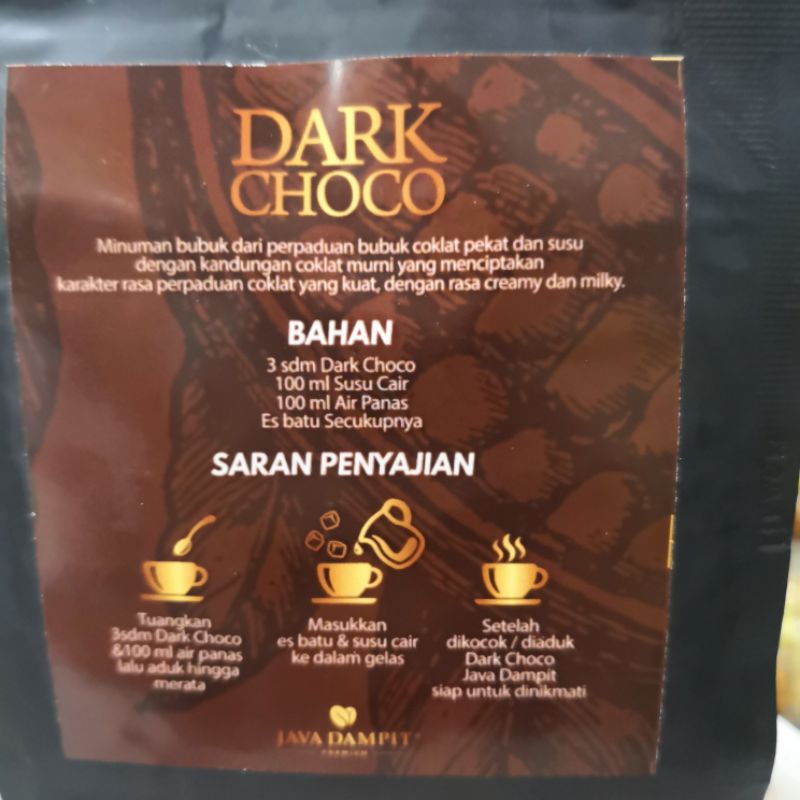 DARK
CHOCO
Minuman bubuk dari perpaduan bubuk coklat pekat dan susu
dengan kandungan coklat murni yang menciptakan
karakter rasa perpaduan coklat yang kuat, dengan rasa creamy dan milky.
BAHAN
3 sdm Dark Choco
100 ml Susu Cair
100 ml Air Panas
Es batu Secukupnya
SARAN PENYAJIAN
Tuangkan
3sdm Dark Choco
&100 ml air panas
lalu aduk hingga
merata
Masukkan
es batu & susu cair
ke dalam gelas
Setelah
dikocok / diaduk
Dark Choco
Java Dampit
siap untuk dinikmati
JAVA DAMPIT
PREMIUM